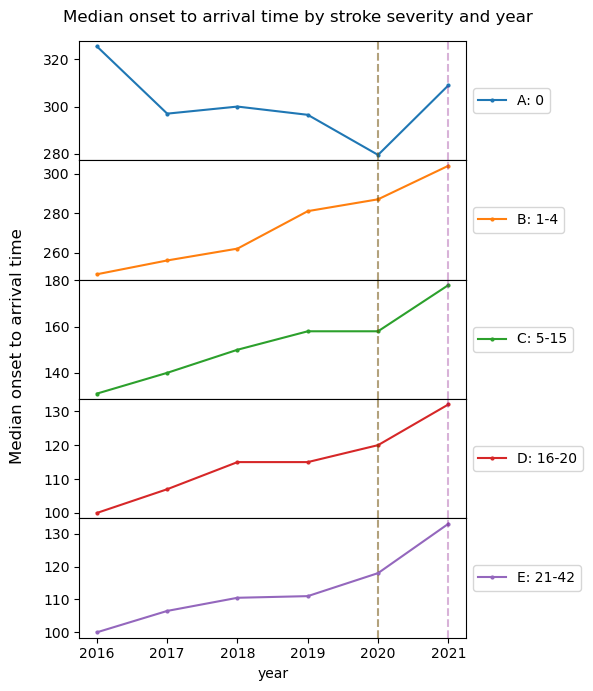 Median onset to arrival time by stroke severity and year
Median onset to arrival time
320
300
280
A: 0
300
280
260
B: 1-4
180
160
140
C: 5-15
130
120
110
100
D: 16-20
130
120
110
100
E: 21-42
2016 2017 2018 2019 2020 2021
year